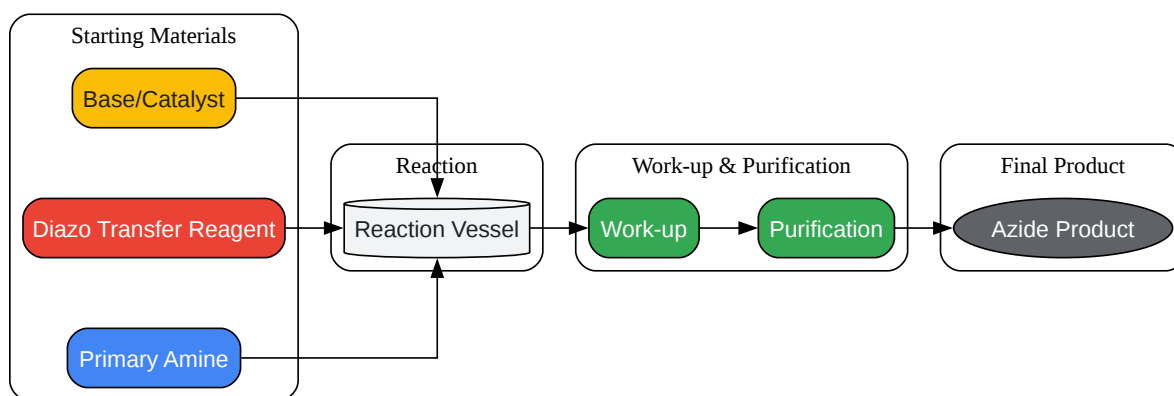 Starting Materials
Base/Catalyst
Diazo Transfer Reagent
Primary Amine
Reaction
Reaction Vessel
Work-up & Purification
Work-up
Purification
Final Product
Azide Product